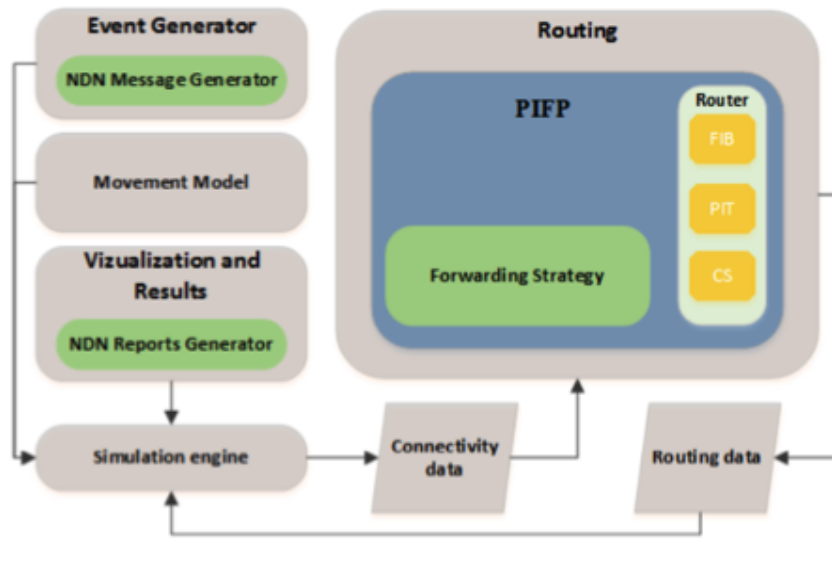 Event Generator
NDN Message Generator
Movement Model
Vizualization and
Results
NDN Reports Generator
Simulation engine
Routing
PIFP
Router
FIB
PIT
CS
Forwarding Strategy
Connectivity
data
Routing data